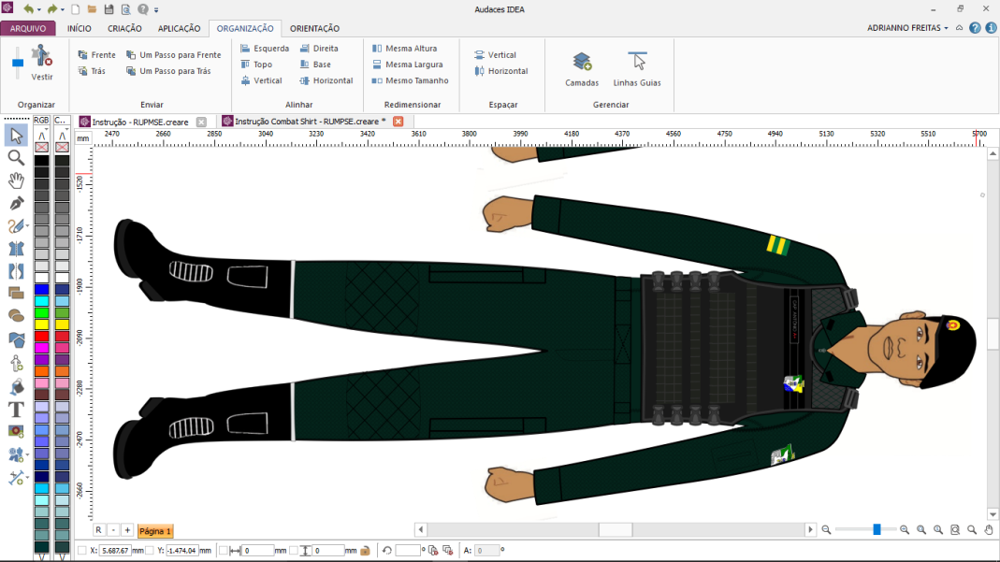 Audaces IDEA
ARQUIVO INÍCIO CRIAÇÃO APLICAÇÃO ORGANIZAÇÃO ORIENTAÇÃO ADRIANNO FREITAS
Vestir
Organizar
Frente Um Passo para Frente
Trás Um Passo para Trás
Enviar
Esquerda Direita
Topo Base
Vertical Horizontal
Alinhar
Mesma Altura
Mesma Largura
Mesmo Tamanho
Redimensionar
Vertical
Horizontal
Espaçar
Camadas Linhas Guias
Gerenciar
RGB C... Instrução - RUPMSE.creare Instrução Combat Shirt - RUMPSE.creare *
mm 2470 2660 2850 3040 3230 3420 3610 3800 3990 4180 4370 4560 4750 4940 5130 5320 5510 5700
-1520
-1710
-1900
-2090
-2280
-2470
-2660
R - + Página 1
X: 5.687,67 mm Y: -1.474,04 mm 0 mm 0 mm º A: 0 º